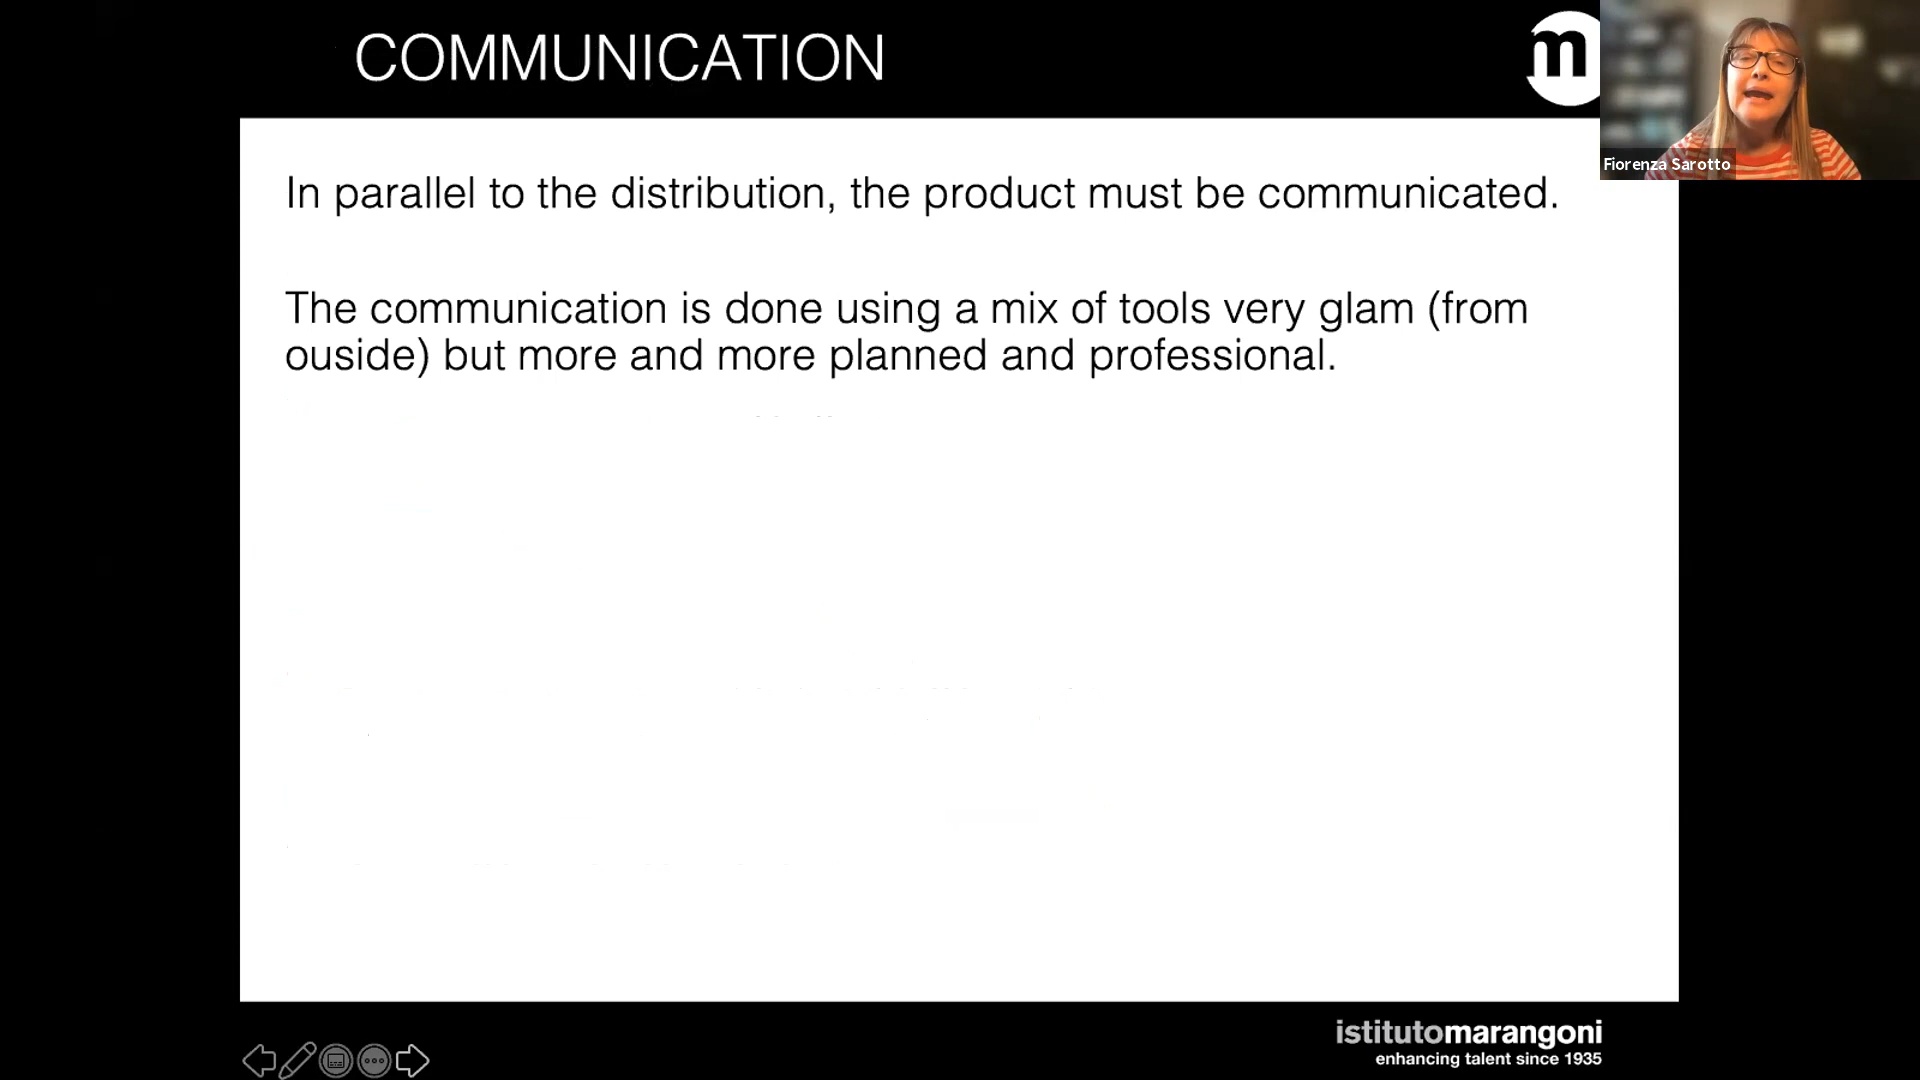 COMMUNICATION
m
Fiorenza Sarotto
In parallel to the distribution, the product must be communicated.
The communication is done using a mix of tools very glam (from
ouside) but more and more planned and professional.
istitutomarangoni
enhancing talent since 1935